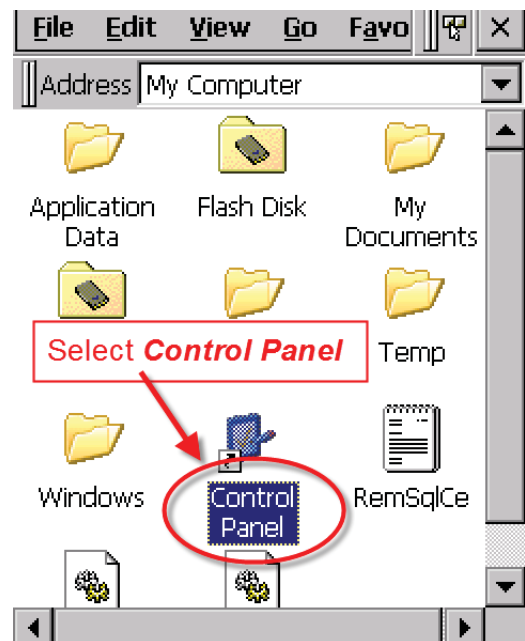 File Edit View Go Favo
Address My Computer
Application Data
Flash Disk
My Documents
Select Control Panel
Temp
Windows
Control Panel
RemSqlCe